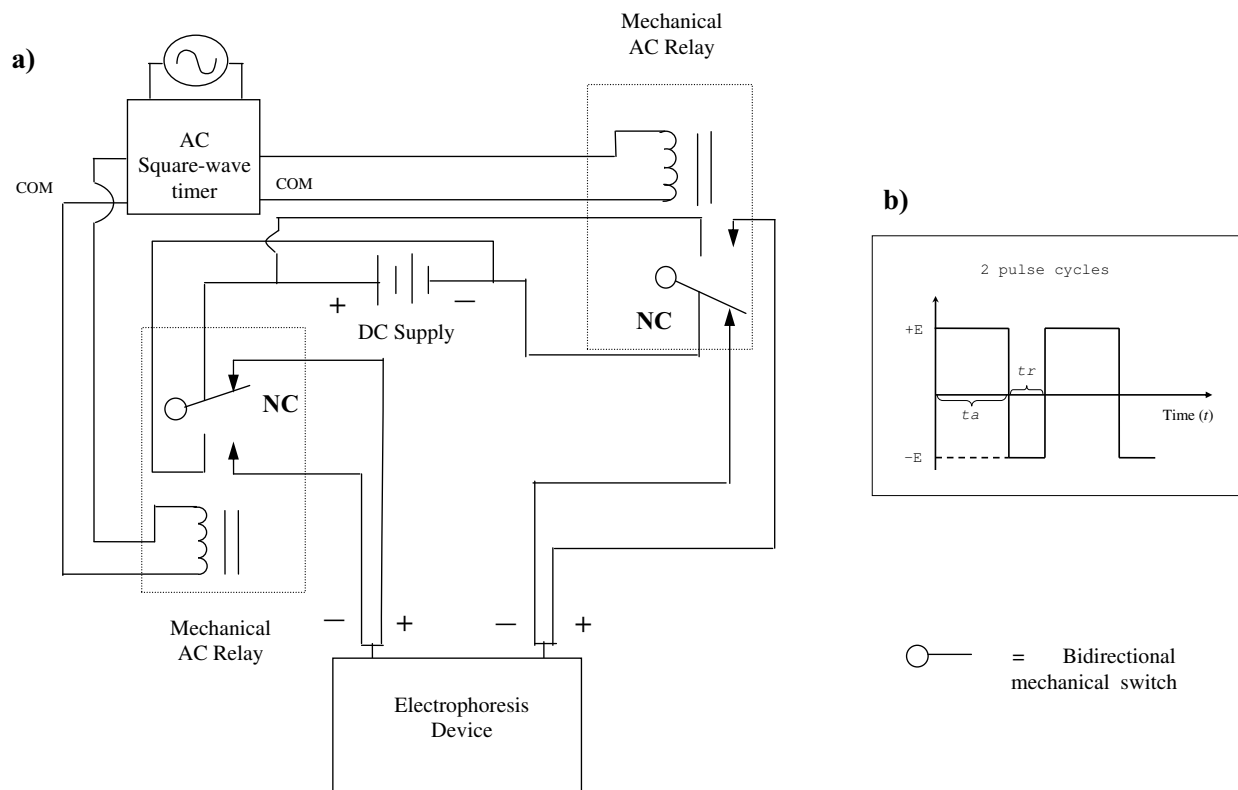 a)
Mechanical
AC Relay
AC
Square-wave
timer
COM
COM
+
−
DC Supply
NC
NC
Mechanical
AC Relay
− +
− +
Electrophoresis
Device
b)
2 pulse cycles
+E
tr
ta
Time (t)
−E
= Bidirectional
mechanical switch